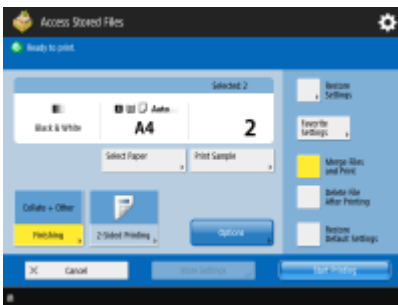 Access Stored Files
Ready to print.
Selected: 2
Black & White
Auto...
A4
2
Select Paper
Print Sample
Restore
Settings
Favorite
Settings
Merge Files
and Print
Delete File
After Printing
Restore
Default Settings
Collate + Other
Finishing
2-Sided Printing
Options
Cancel
Store Settings
Start Printing